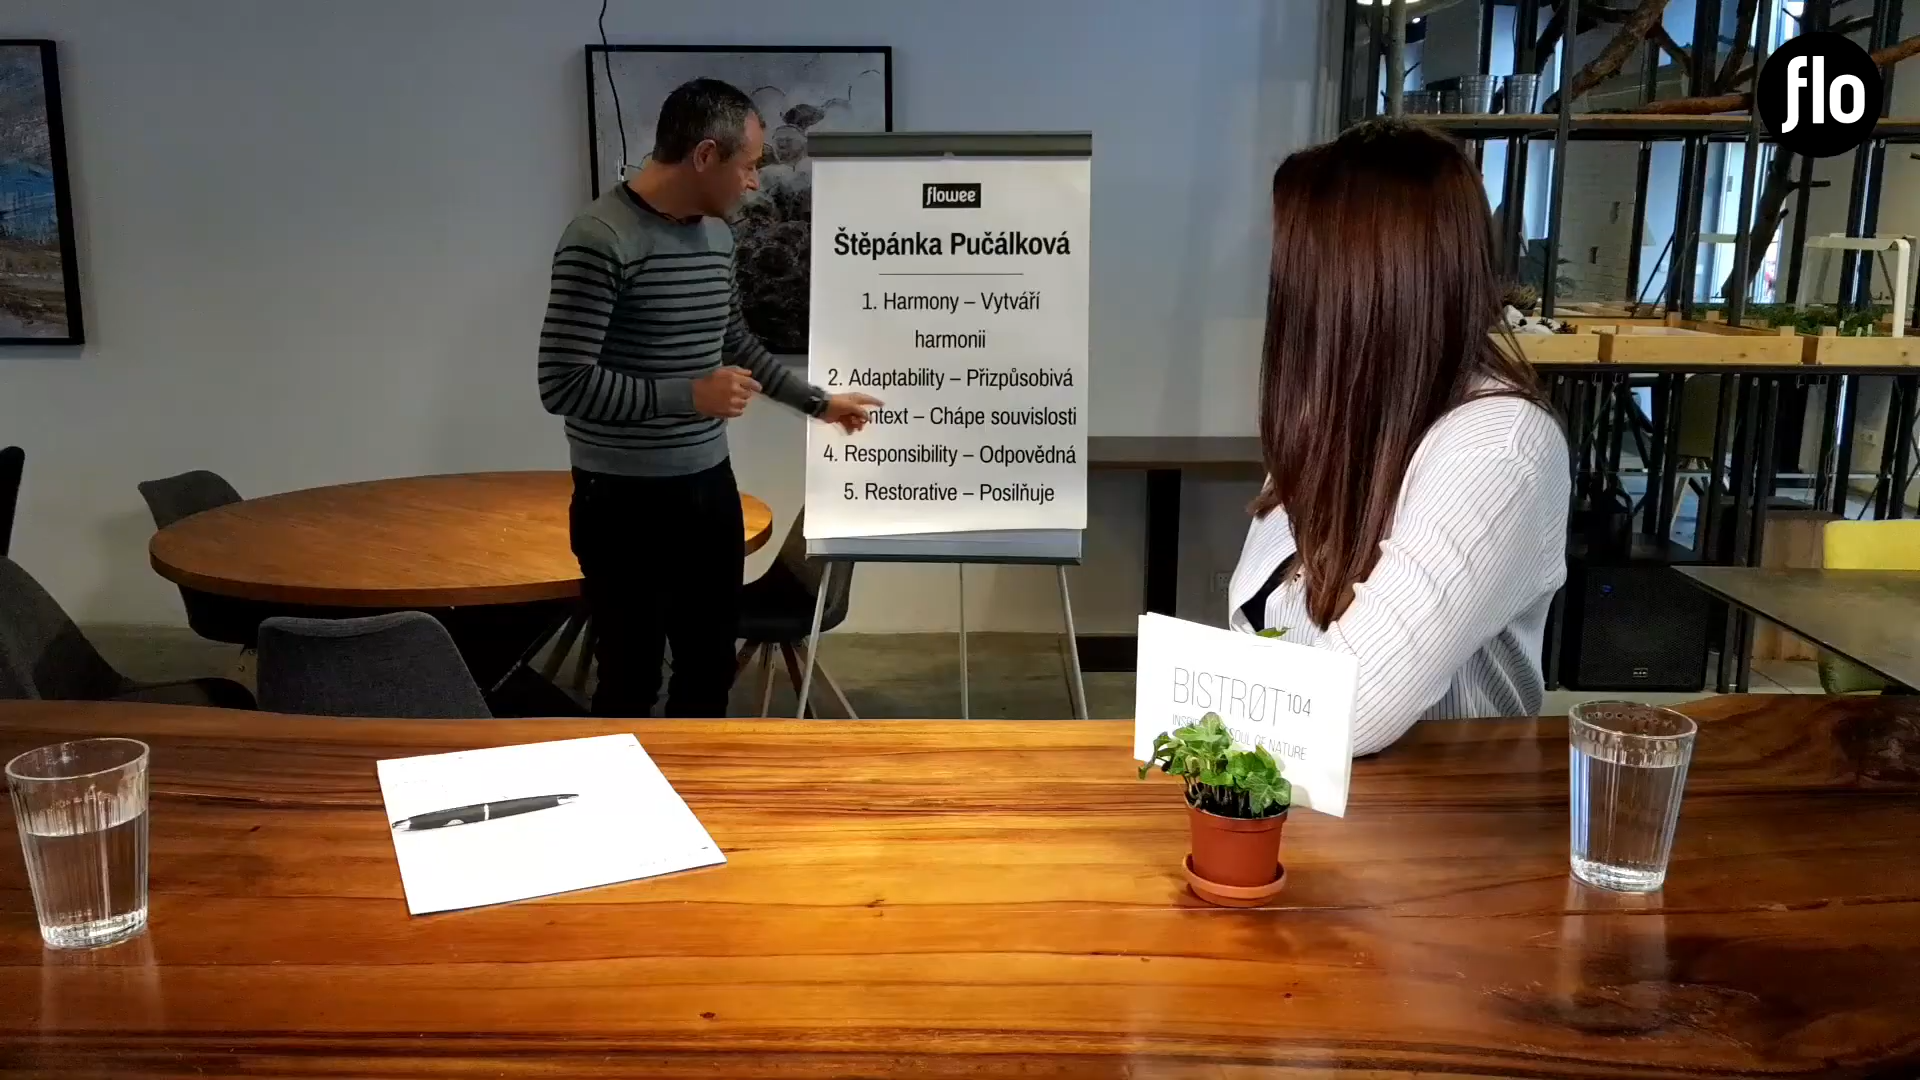 flo
flowee
Štěpánka Pučálková
1. Harmony – Vytváří
harmonii
2. Adaptability – Přizpůsobivá
ntext – Chápe souvislosti
4. Responsibility – Odpovědná
5. Restorative – Posilňuje
BISTRØT 104
SOUL OF NATURE